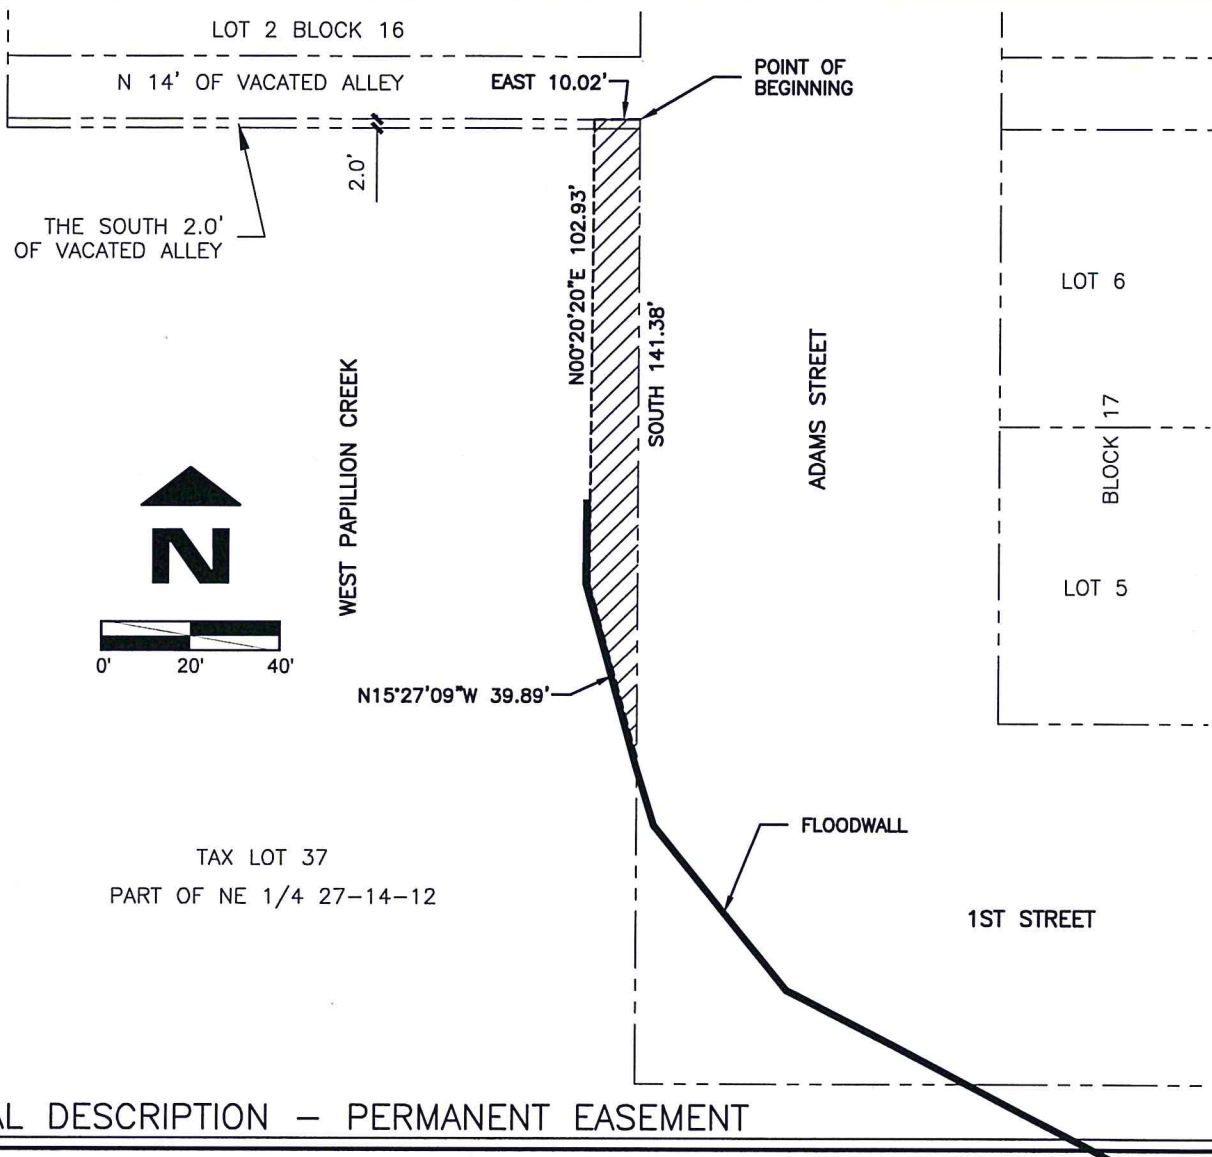 LOT 2 BLOCK 16
N 14' OF VACATED ALLEY
EAST 10.02'
POINT OF
BEGINNING
2.0'
THE SOUTH 2.0'
OF VACATED ALLEY
N00°20'20"E 102.93'
SOUTH 141.38'
LOT 6
ADAMS STREET
WEST PAPILLION CREEK
BLOCK 17
N
LOT 5
0' 20' 40'
N15°27'09"W 39.89'
FLOODWALL
TAX LOT 37
PART OF NE 1/4 27-14-12
1ST STREET
DESCRIPTION – PERMANENT EASEMENT